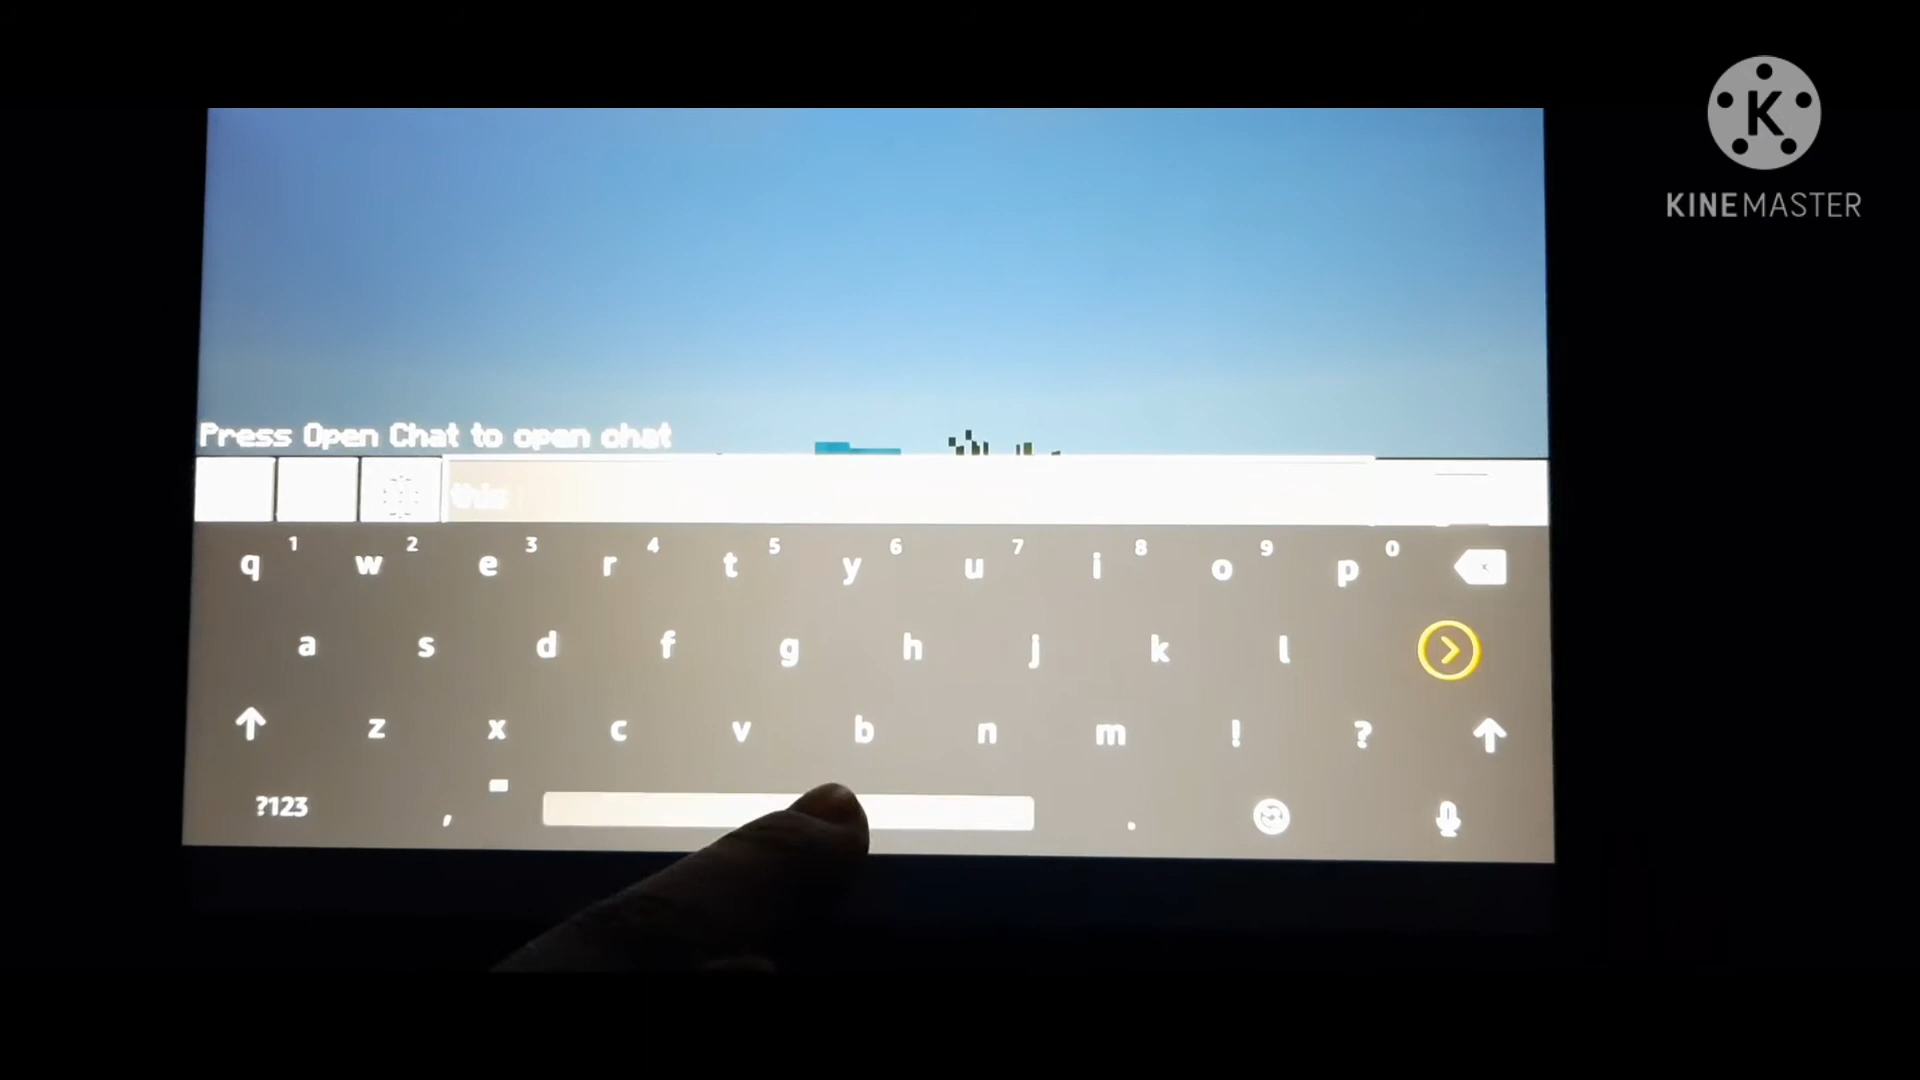 K
KINEMASTER
Press Open Chat to open chat
this
q 1 w 2 e 3 r 4 t 5 y 6 u 7 i 8 o 9 p 0
a s d f g h j k l
z x c v b n m ! ?
?123 , .